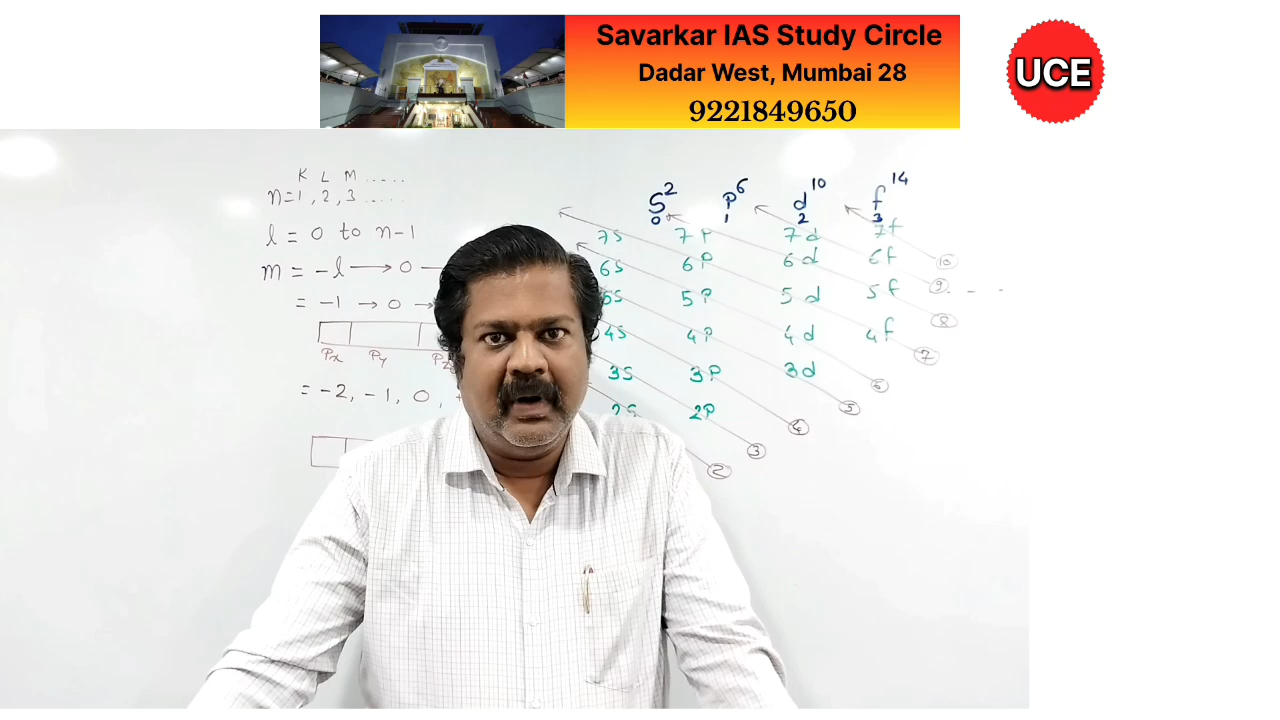 Savarkar IAS Study Circle
Dadar West, Mumbai 28
9221849650
UCE
K L M .....
n=1, 2, 3 .....
l = 0 to n-1
m = -l → 0 →
= -1 → 0 →
Px Py Pz
= -2, -1, 0,
S² P⁶ d¹⁰ f¹⁴
0 1 2 3
7S 7P 7d 7f
6S 6P 6d 6f
5S 5P 5d 5f - -
4S 4P 4d 4f
3S 3P 3d
2S 2P
10
9
8
7
6
5
4
3
2